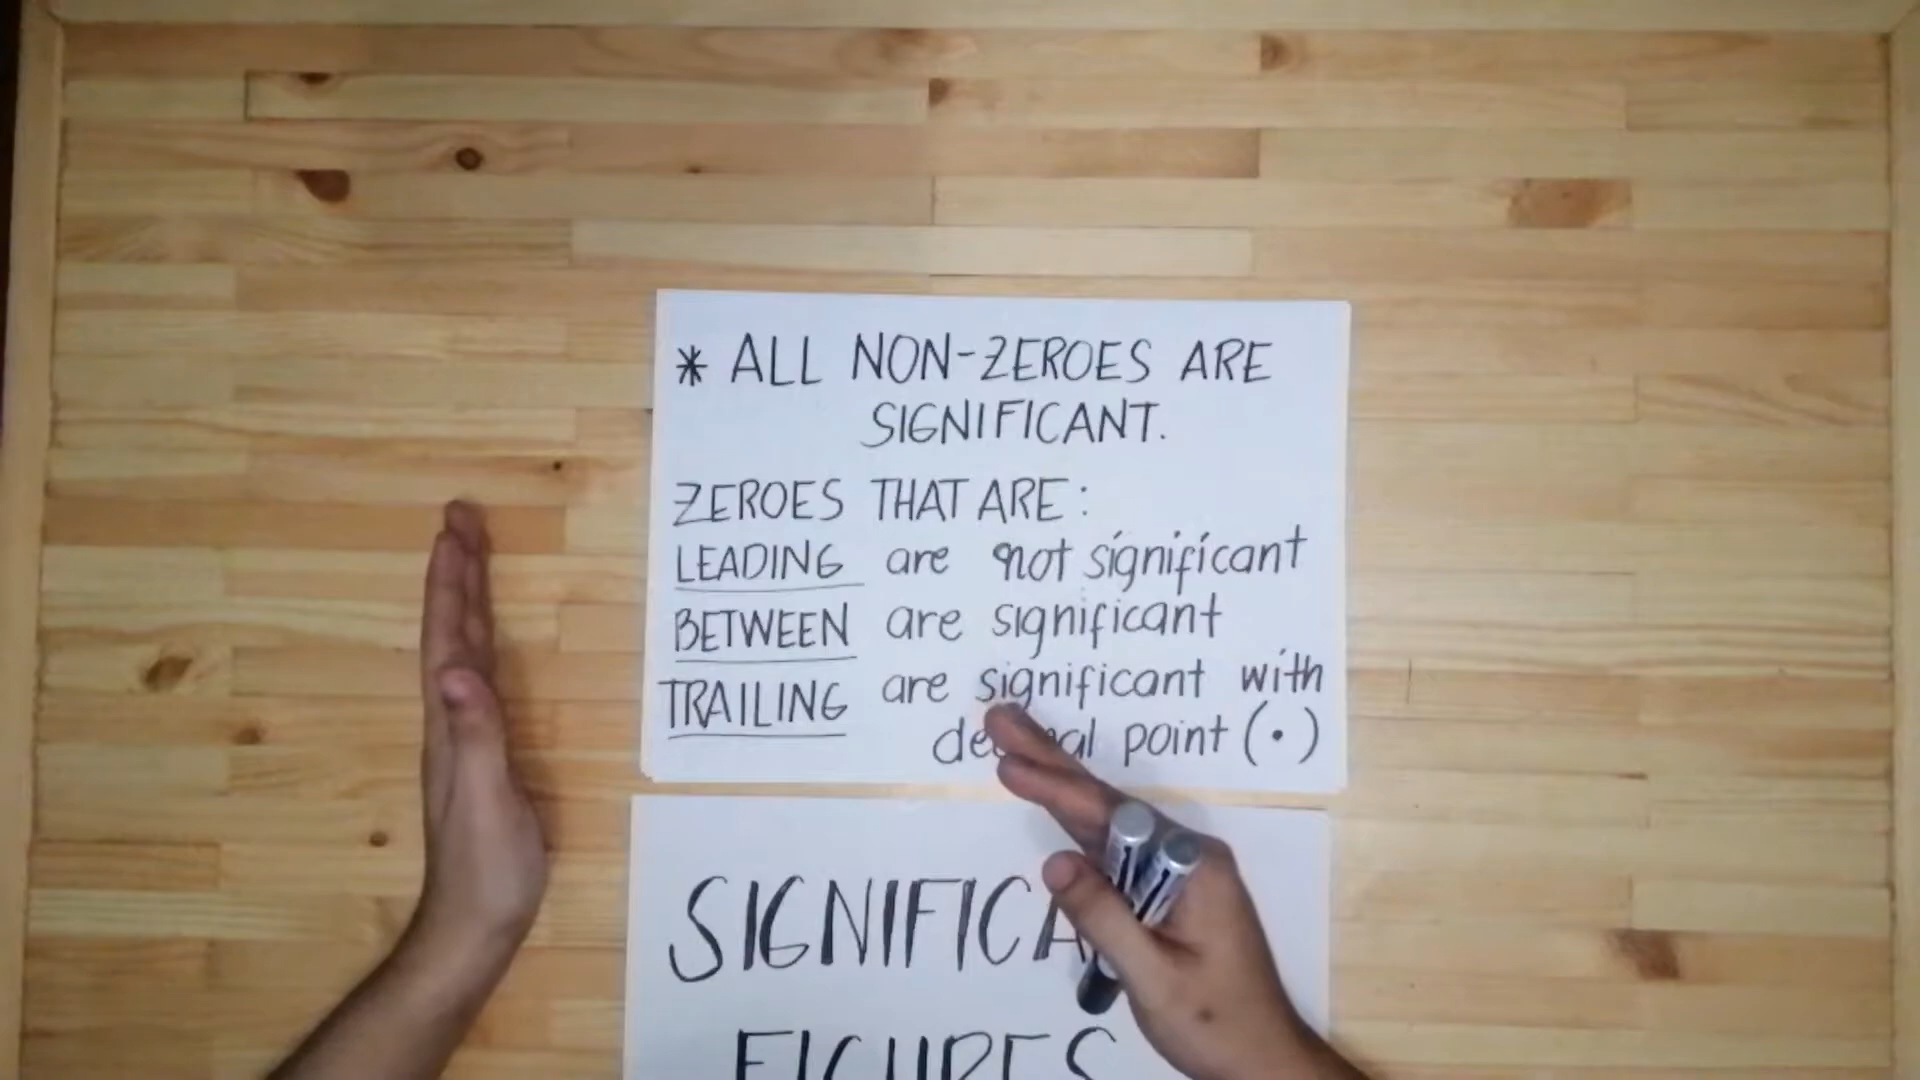 * ALL NON-ZEROES ARE
SIGNIFICANT.
ZEROES THAT ARE:
LEADING are not significant
BETWEEN are significant
TRAILING are significant with
point (•)
FIGURES